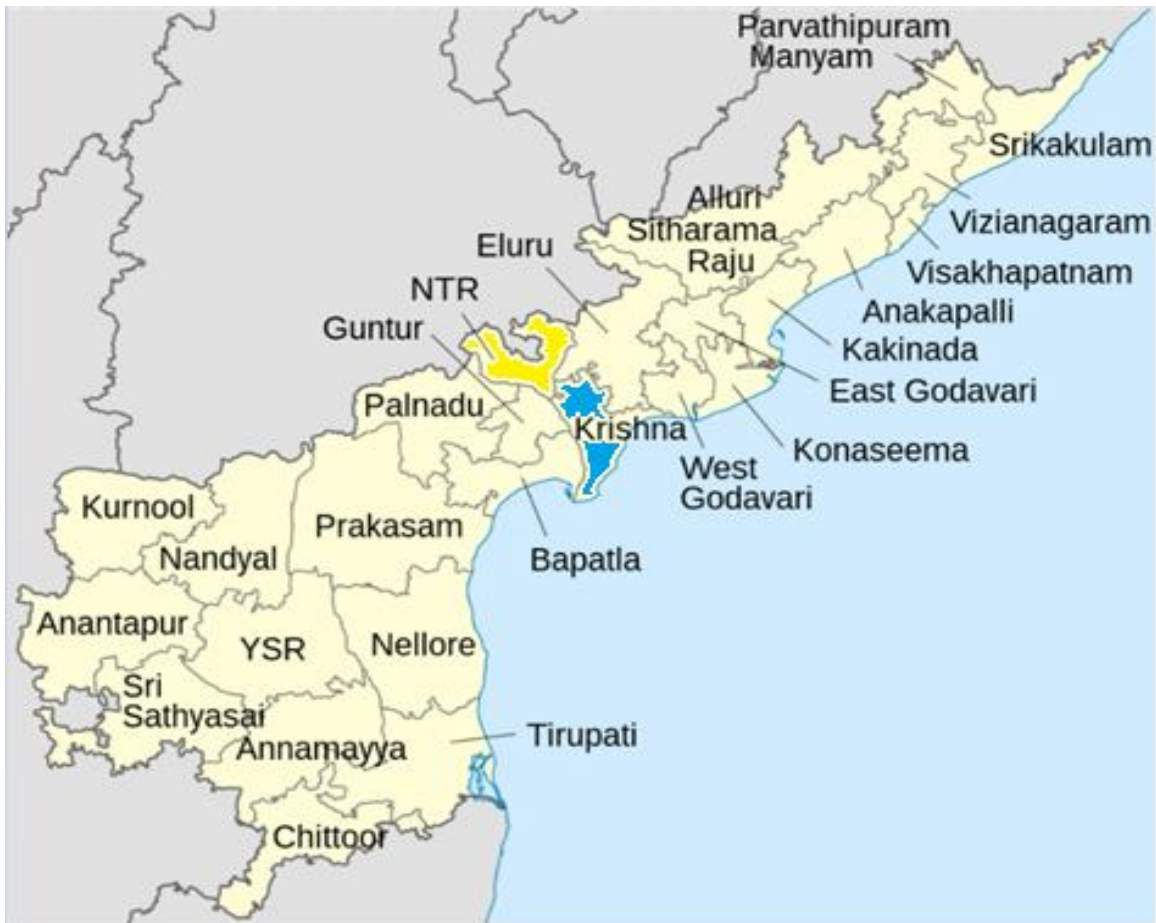 Parvathipuram
Manyam
Srikakulam
Alluri
Sitharama
Raju
Vizianagaram
Eluru
Visakhapatnam
NTR
Anakapalli
Guntur
Kakinada
East Godavari
Palnadu
Krishna
Konaseema
West
Godavari
Kurnool
Prakasam
Nandyal
Bapatla
Anantapur
YSR
Nellore
Sri
Sathyasai
Annamayya
Tirupati
Chittoor